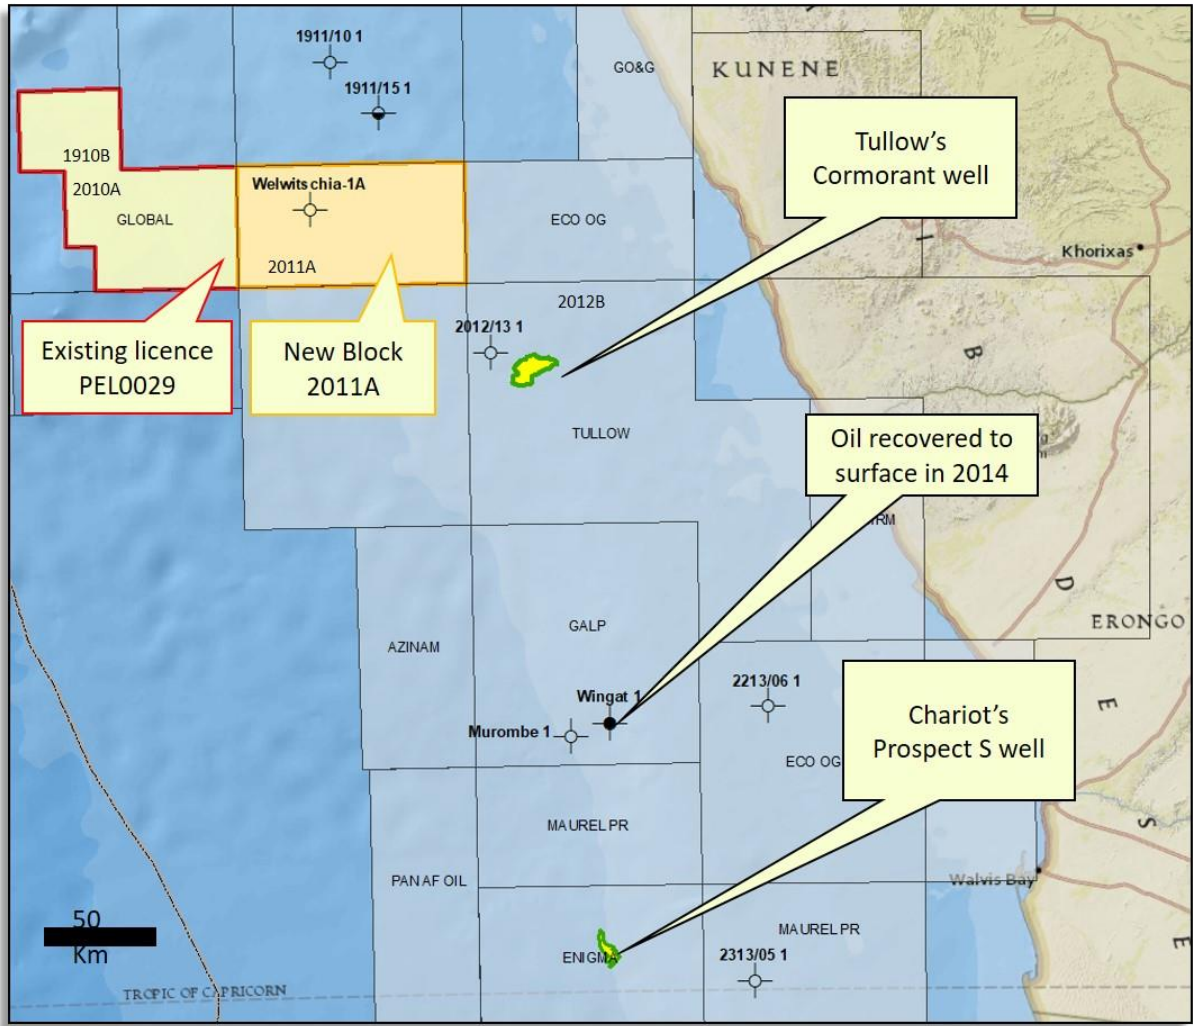 1911/10 1
GO&G
KUNENE
1911/15 1
Tullow's
Cormorant well
1910B
2010A
Welwitschia-1A
GLOBAL
ECO OG
Khorixas
2011A
2012B
2012/13 1
Existing licence
PEL0029
New Block
2011A
B
TULLOW
Oil recovered to
surface in 2014
D
ERONGO
GALP
AZINAM
2213/06 1
Wingat 1
Murombe 1
E
Chariot's
Prospect S well
ECO OG
S
MAUREL PR
PAN AF OIL
Walvis Bay
50
Km
MAUREL PR
E
ENIGMA
2313/05 1
TROPIC OF CAPRICORN